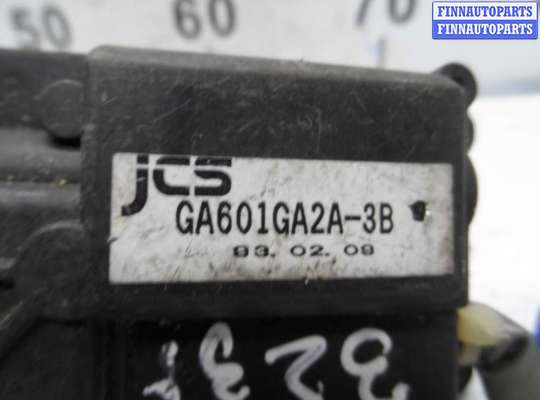 FINNAUTOPARTS
FINNAUTOPARTS
50 60 70
JCS
GA601GA2A-3B
93. 02. 09